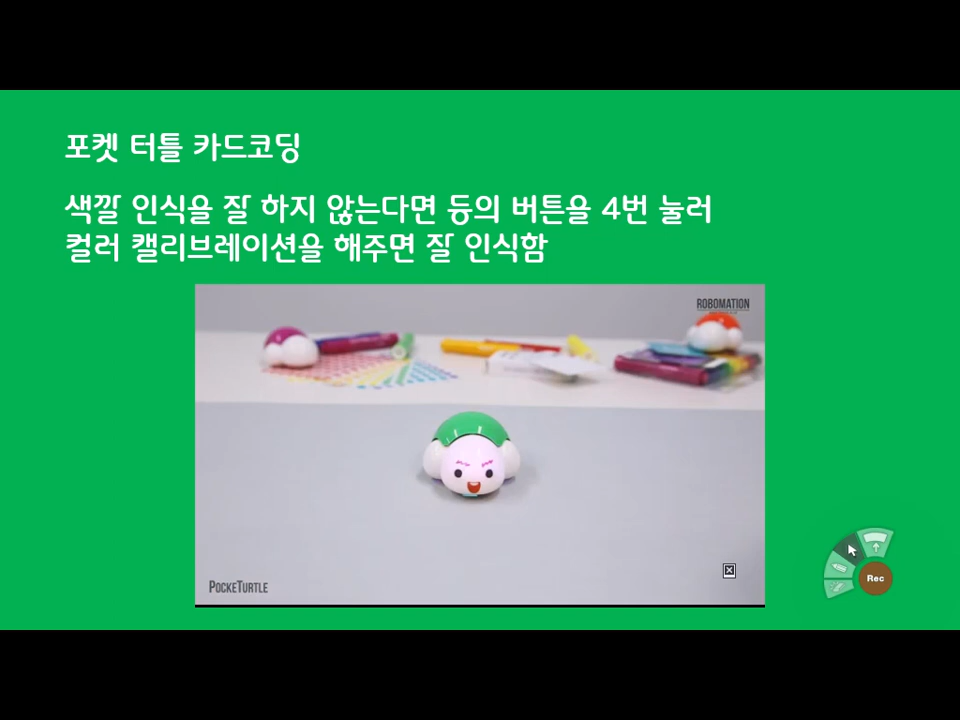 포켓 터틀 카드코딩
색깔 인식을 잘 하지 않는다면 등의 버튼을 4번 눌러
컬러 캘리브레이션을 해주면 잘 인식함
ROBOMATION
POCKETURTLE
Rec